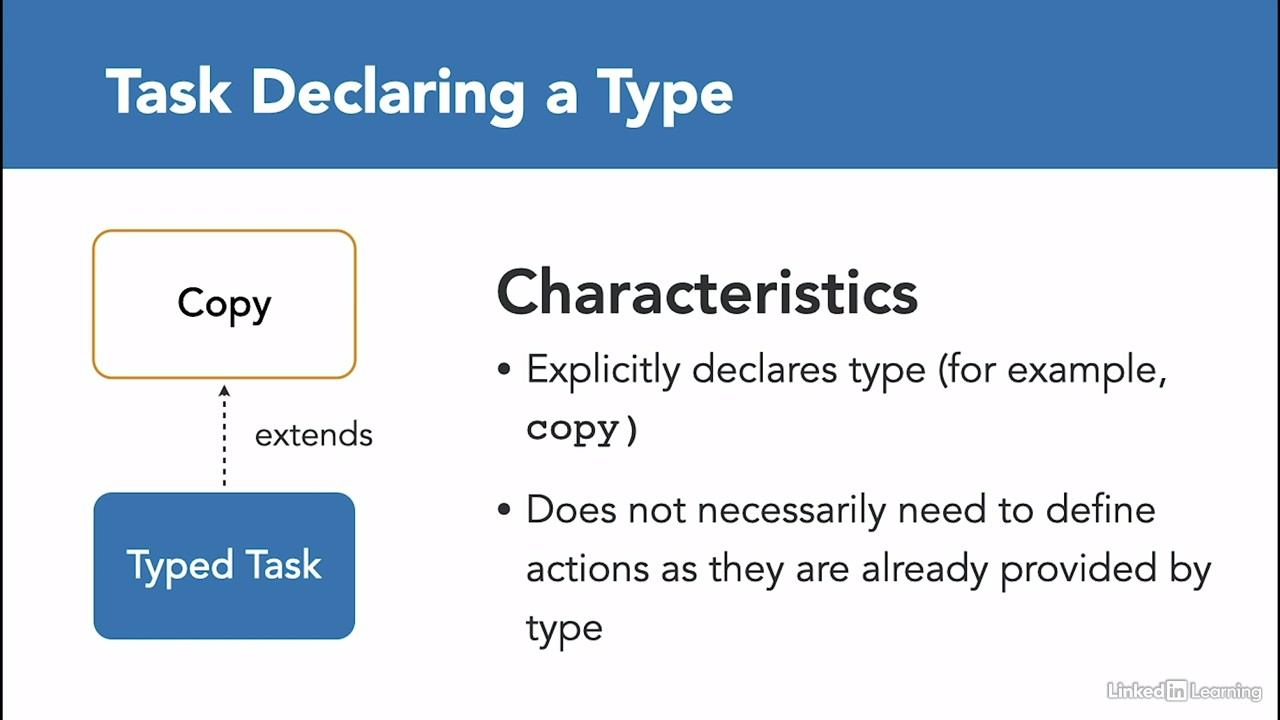 Task Declaring a Type
Copy
extends
Typed Task
Characteristics
• Explicitly declares type (for example,
copy)
• Does not necessarily need to define
actions as they are already provided by
type
Linked in Learning